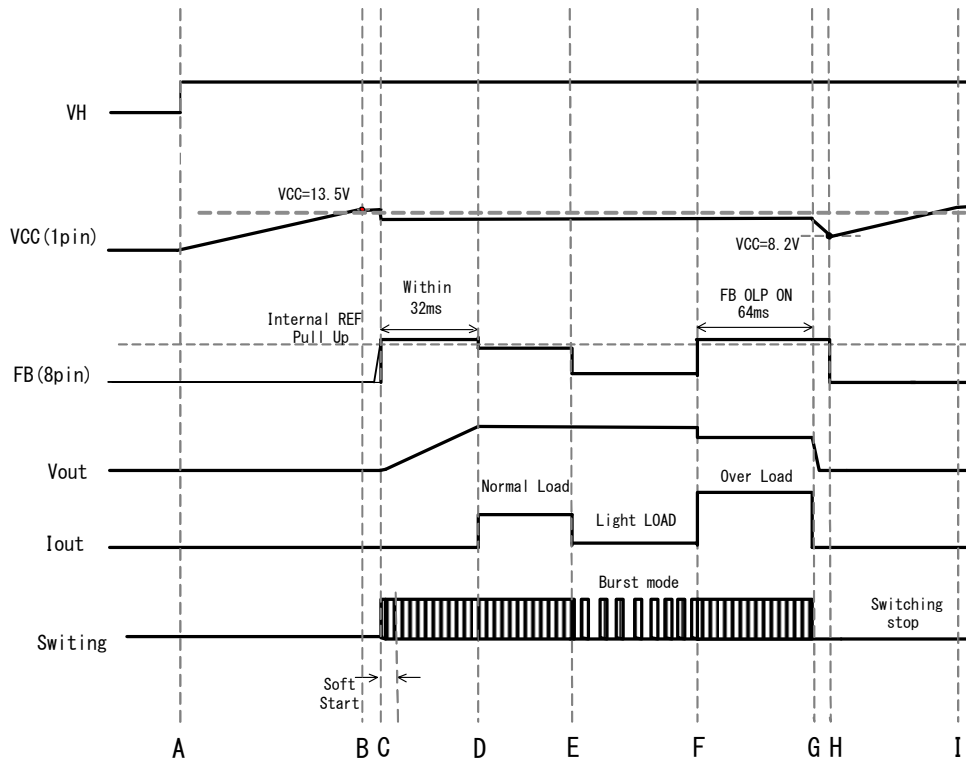 VH
VCC=13.5V
VCC(1pin)
VCC=8.2V
Within
32ms
FB OLP ON
64ms
Internal REF
Pull Up
FB(8pin)
Vout
Normal Load
Over Load
Light LOAD
Iout
Burst mode
Switching
stop
Switing
Soft
Start
A B C D E F G H I